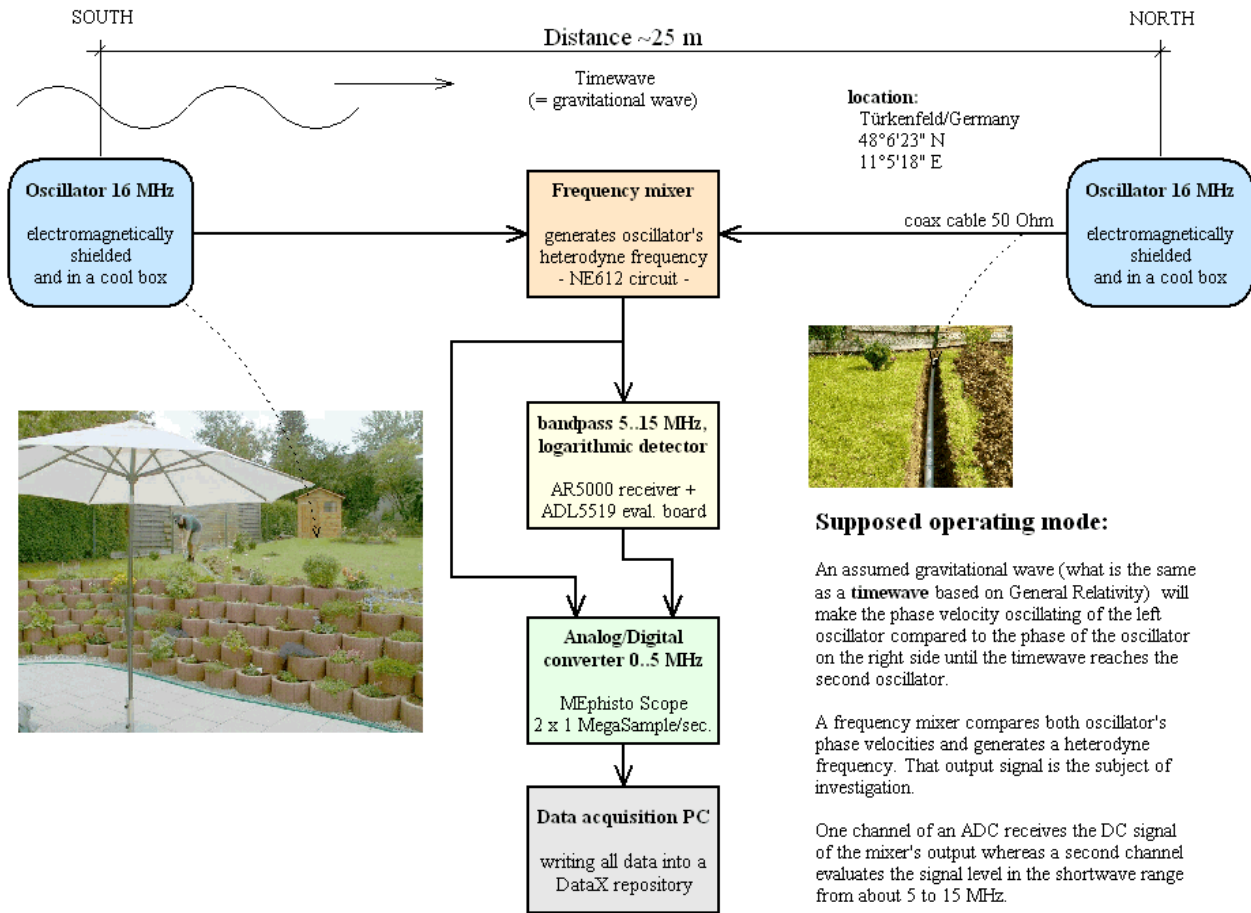 SOUTH
NORTH
Distance ~25 m
Timewave
(= gravitational wave)
location:
Türkenfeld/Germany
48°6'23" N
11°5'18" E
Oscillator 16 MHz
electromagnetically
shielded
and in a cool box
Frequency mixer
generates oscillator's
heterodyne frequency
- NE612 circuit -
coax cable 50 Ohm
Oscillator 16 MHz
electromagnetically
shielded
and in a cool box
bandpass 5..15 MHz,
logarithmic detector
AR5000 receiver +
ADL5519 eval. board
Analog/Digital
converter 0..5 MHz
MEphisto Scope
2 x 1 MegaSample/sec.
Data acquisition PC
writing all data into a
DataX repository
Supposed operating mode:
An assumed gravitational wave (what is the same
as a timewave based on General Relativity) will
make the phase velocity oscillating of the left
oscillator compared to the phase of the oscillator
on the right side until the timewave reaches the
second oscillator.
A frequency mixer compares both oscillator's
phase velocities and generates a heterodyne
frequency. That output signal is the subject of
investigation.
One channel of an ADC receives the DC signal
of the mixer's output whereas a second channel
evaluates the signal level in the shortwave range
from about 5 to 15 MHz.